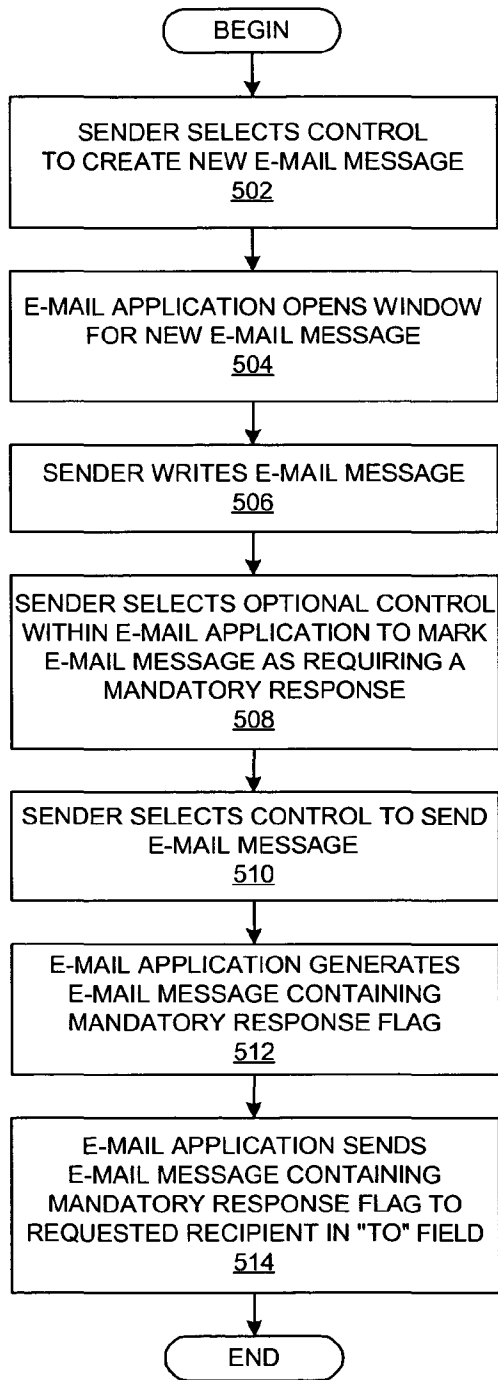 BEGIN
SENDER SELECTS CONTROL
TO CREATE NEW E-MAIL MESSAGE
502
E-MAIL APPLICATION OPENS WINDOW
FOR NEW E-MAIL MESSAGE
504
SENDER WRITES E-MAIL MESSAGE
506
SENDER SELECTS OPTIONAL CONTROL
WITHIN E-MAIL APPLICATION TO MARK
E-MAIL MESSAGE AS REQUIRING A
MANDATORY RESPONSE
508
SENDER SELECTS CONTROL TO SEND
E-MAIL MESSAGE
510
E-MAIL APPLICATION GENERATES
E-MAIL MESSAGE CONTAINING
MANDATORY RESPONSE FLAG
512
E-MAIL APPLICATION SENDS
E-MAIL MESSAGE CONTAINING
MANDATORY RESPONSE FLAG TO
REQUESTED RECIPIENT IN "TO" FIELD
514
END